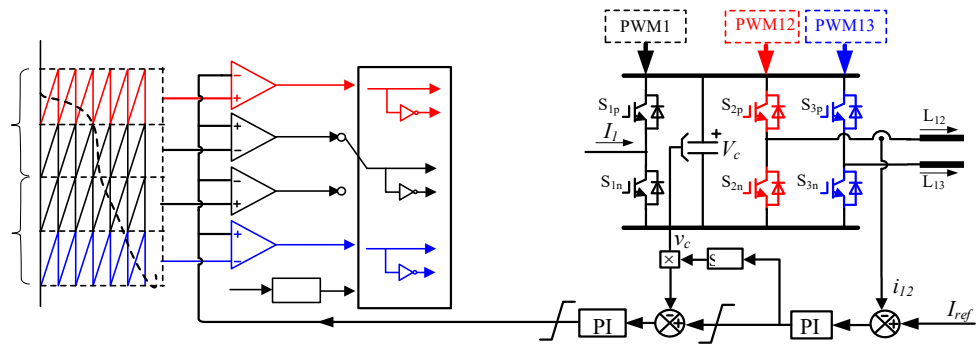 PWM1 PWM12 PWM13
S1p S2p S3p
I1
Vc
+
L12
S1n S2n S3n
L13
vc
×
i12
PI
PI
Iref